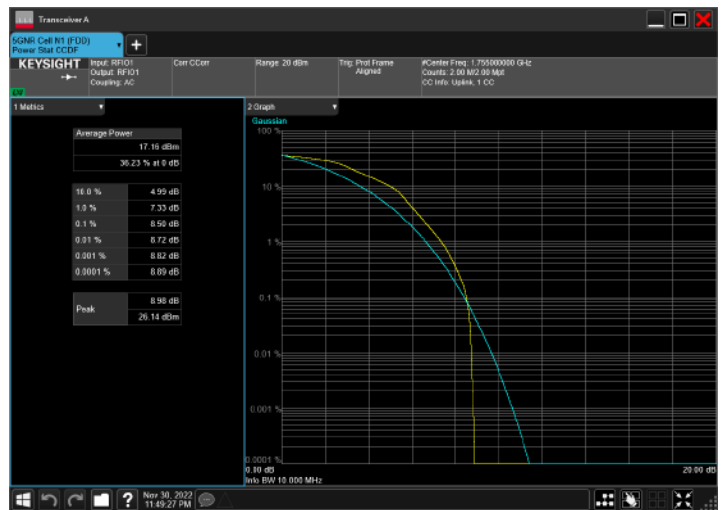 Transceiver A
5GNR Cell N1 (FDD)
Power Stat CCDF
KEYSIGHT
Input: RFIO1
Output: RFIO1
Coupling: AC
Corr CCorr
Range: 20 dBm
Trig: Prot Frame
Aligned
#Center Freq: 1.755000000 GHz
Counts: 2.00 M/2.00 Mpt
CC Info: Uplink, 1 CC
1 Metrics
Average Power
17.16 dBm
36.23 % at 0 dB
10.0 % 4.99 dB
1.0 % 7.33 dB
0.1 % 8.50 dB
0.01 % 8.72 dB
0.001 % 8.82 dB
0.0001 % 8.89 dB
Peak 8.98 dB
26.14 dBm
2 Graph
Gaussian
100 %
10 %
1 %
0.1 %
0.01 %
0.001 %
0.0001 %
0.00 dB
20.00 dB
Info BW 10.000 MHz
Nov 30, 2022
11:49:27 PM